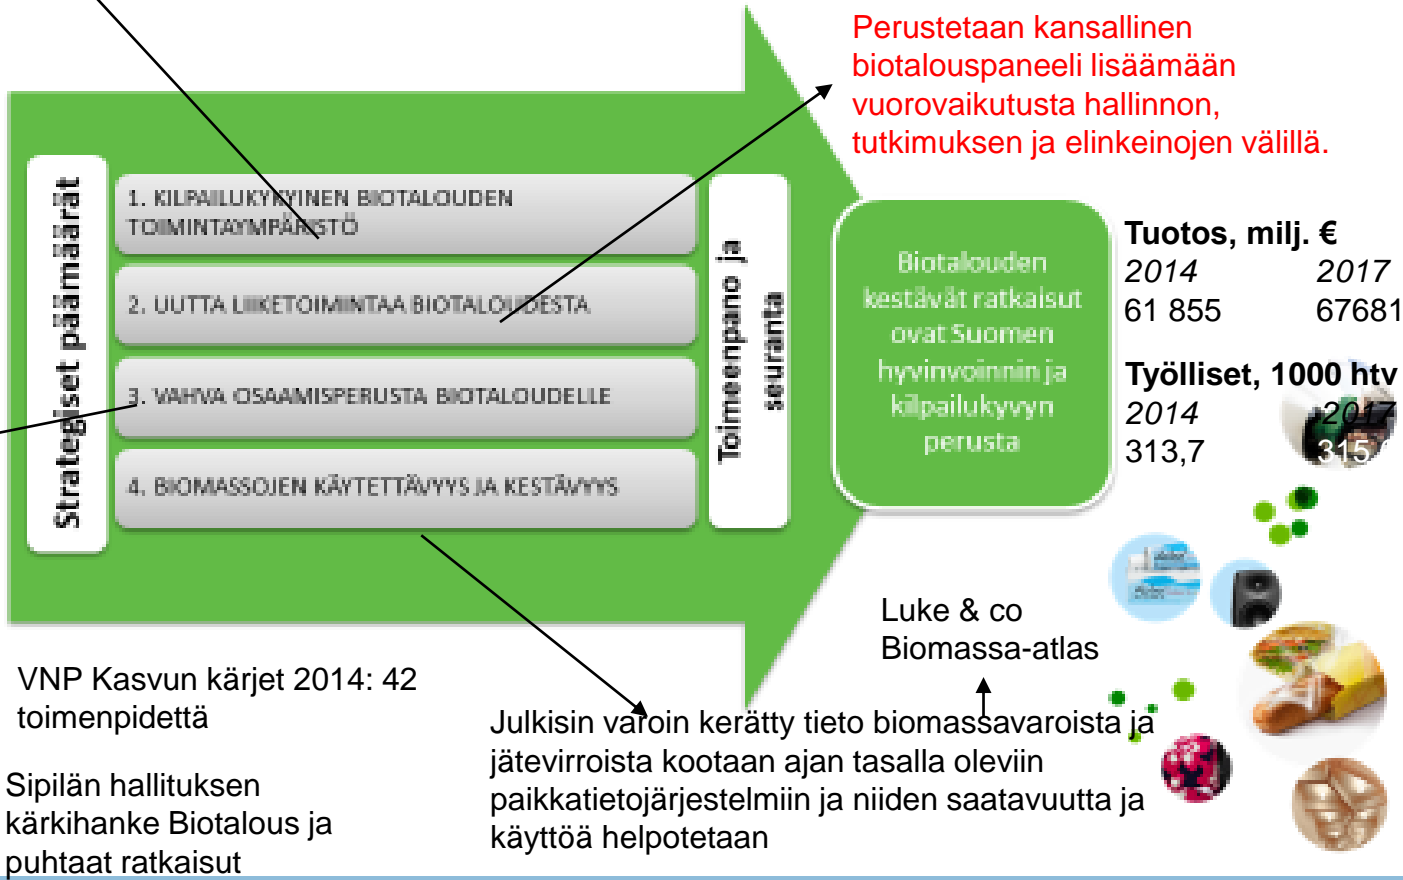 Perustetaan kansallinen
biotalouspaneeli lisäämään
vuorovaikutusta hallinnon,
tutkimuksen ja elinkeinojen välillä.
Strategiset päämäärät
1. KILPAILUKYKYINEN BIOTALOUDEN
TOIMINTAYMPÄRISTÖ
2. UUTTA LIIKETOIMINTAA BIOTALOUDESTA
3. VAHVA OSAAMISPERUSTA BIOTALOUDELLE
4. BIOMASSOJEN KÄYTETTÄVYYS JA KESTÄVYYS
Toimeenpano ja
seuranta
Biotalouden
kestävät ratkaisut
ovat Suomen
hyvinvoinnin ja
kilpailukyvyn
perusta
Tuotos, milj. €
2014 2017
61 855 67681
Työlliset, 1000 htv
2014 2017
313,7 315,
Luke & co
Biomassa-atlas
VNP Kasvun kärjet 2014: 42
toimenpidettä
Julkisin varoin kerätty tieto biomassavaroista ja
jätevirroista kootaan ajan tasalla oleviin
paikkatietojärjestelmiin ja niiden saatavuutta ja
käyttöä helpotetaan
Sipilän hallituksen
kärkihanke Biotalous ja
puhtaat ratkaisut